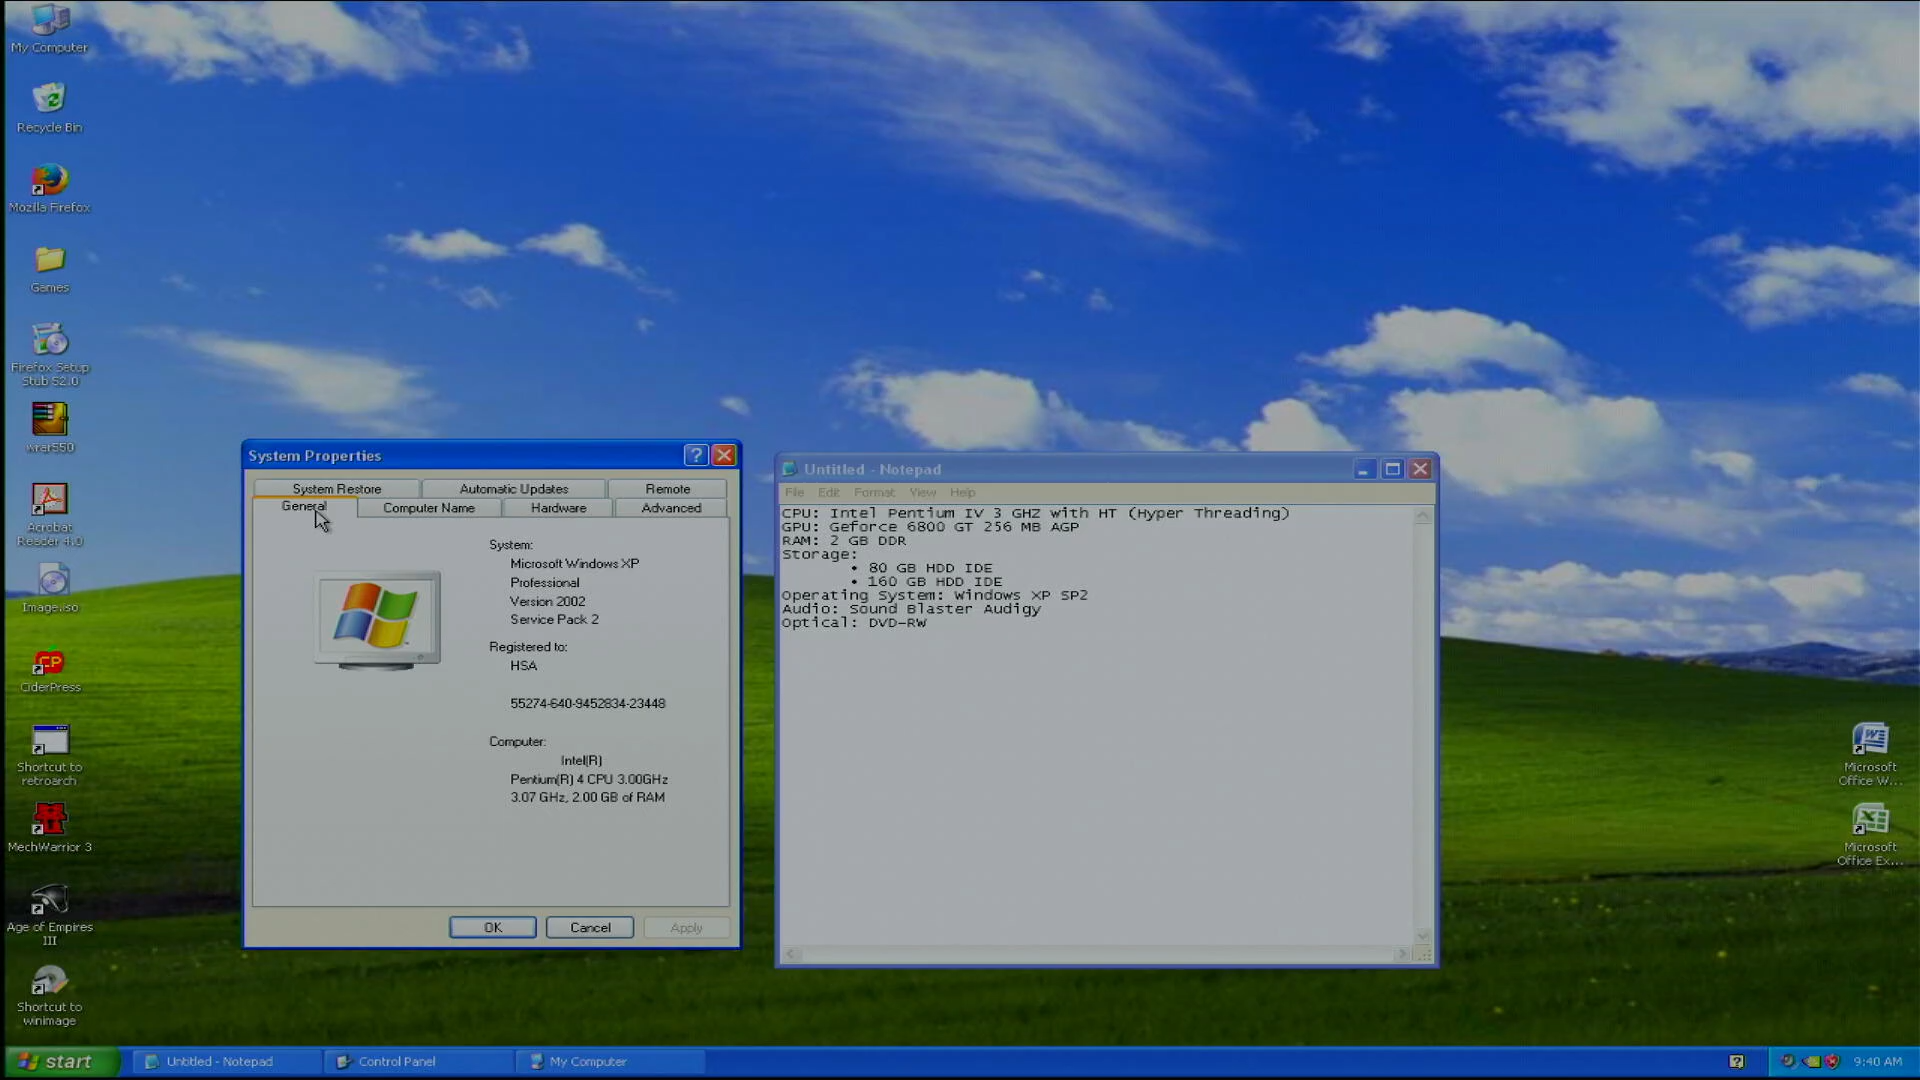 My Computer
Recycle Bin
Mozilla Firefox
Games
Firefox Setup
Stub 52.0
wrar550
Acrobat
Reader 4.0
Image.iso
CiderPress
Shortcut to
retroarch
MechWarrior 3
Age of Empires
III
Shortcut to
winimage
System Properties
System Restore
Automatic Updates
Remote
General
Computer Name
Hardware
Advanced
System:
Microsoft Windows XP
Professional
Version 2002
Service Pack 2
Registered to:
HSA
55274-640-9452834-23448
Computer:
Intel(R)
Pentium(R) 4 CPU 3.00GHz
3.07 GHz, 2.00 GB of RAM
OK
Cancel
Apply
Untitled - Notepad
File Edit Format View Help
CPU: Intel Pentium IV 3 GHZ with HT (Hyper Threading)
GPU: Geforce 6800 GT 256 MB AGP
RAM: 2 GB DDR
Storage:
• 80 GB HDD IDE
• 160 GB HDD IDE
Operating System: Windows XP SP2
Audio: Sound Blaster Audigy
Optical: DVD-RW
Microsoft
Office W...
Microsoft
Office Ex...
start
Untitled - Notepad
Control Panel
My Computer
9:40 AM